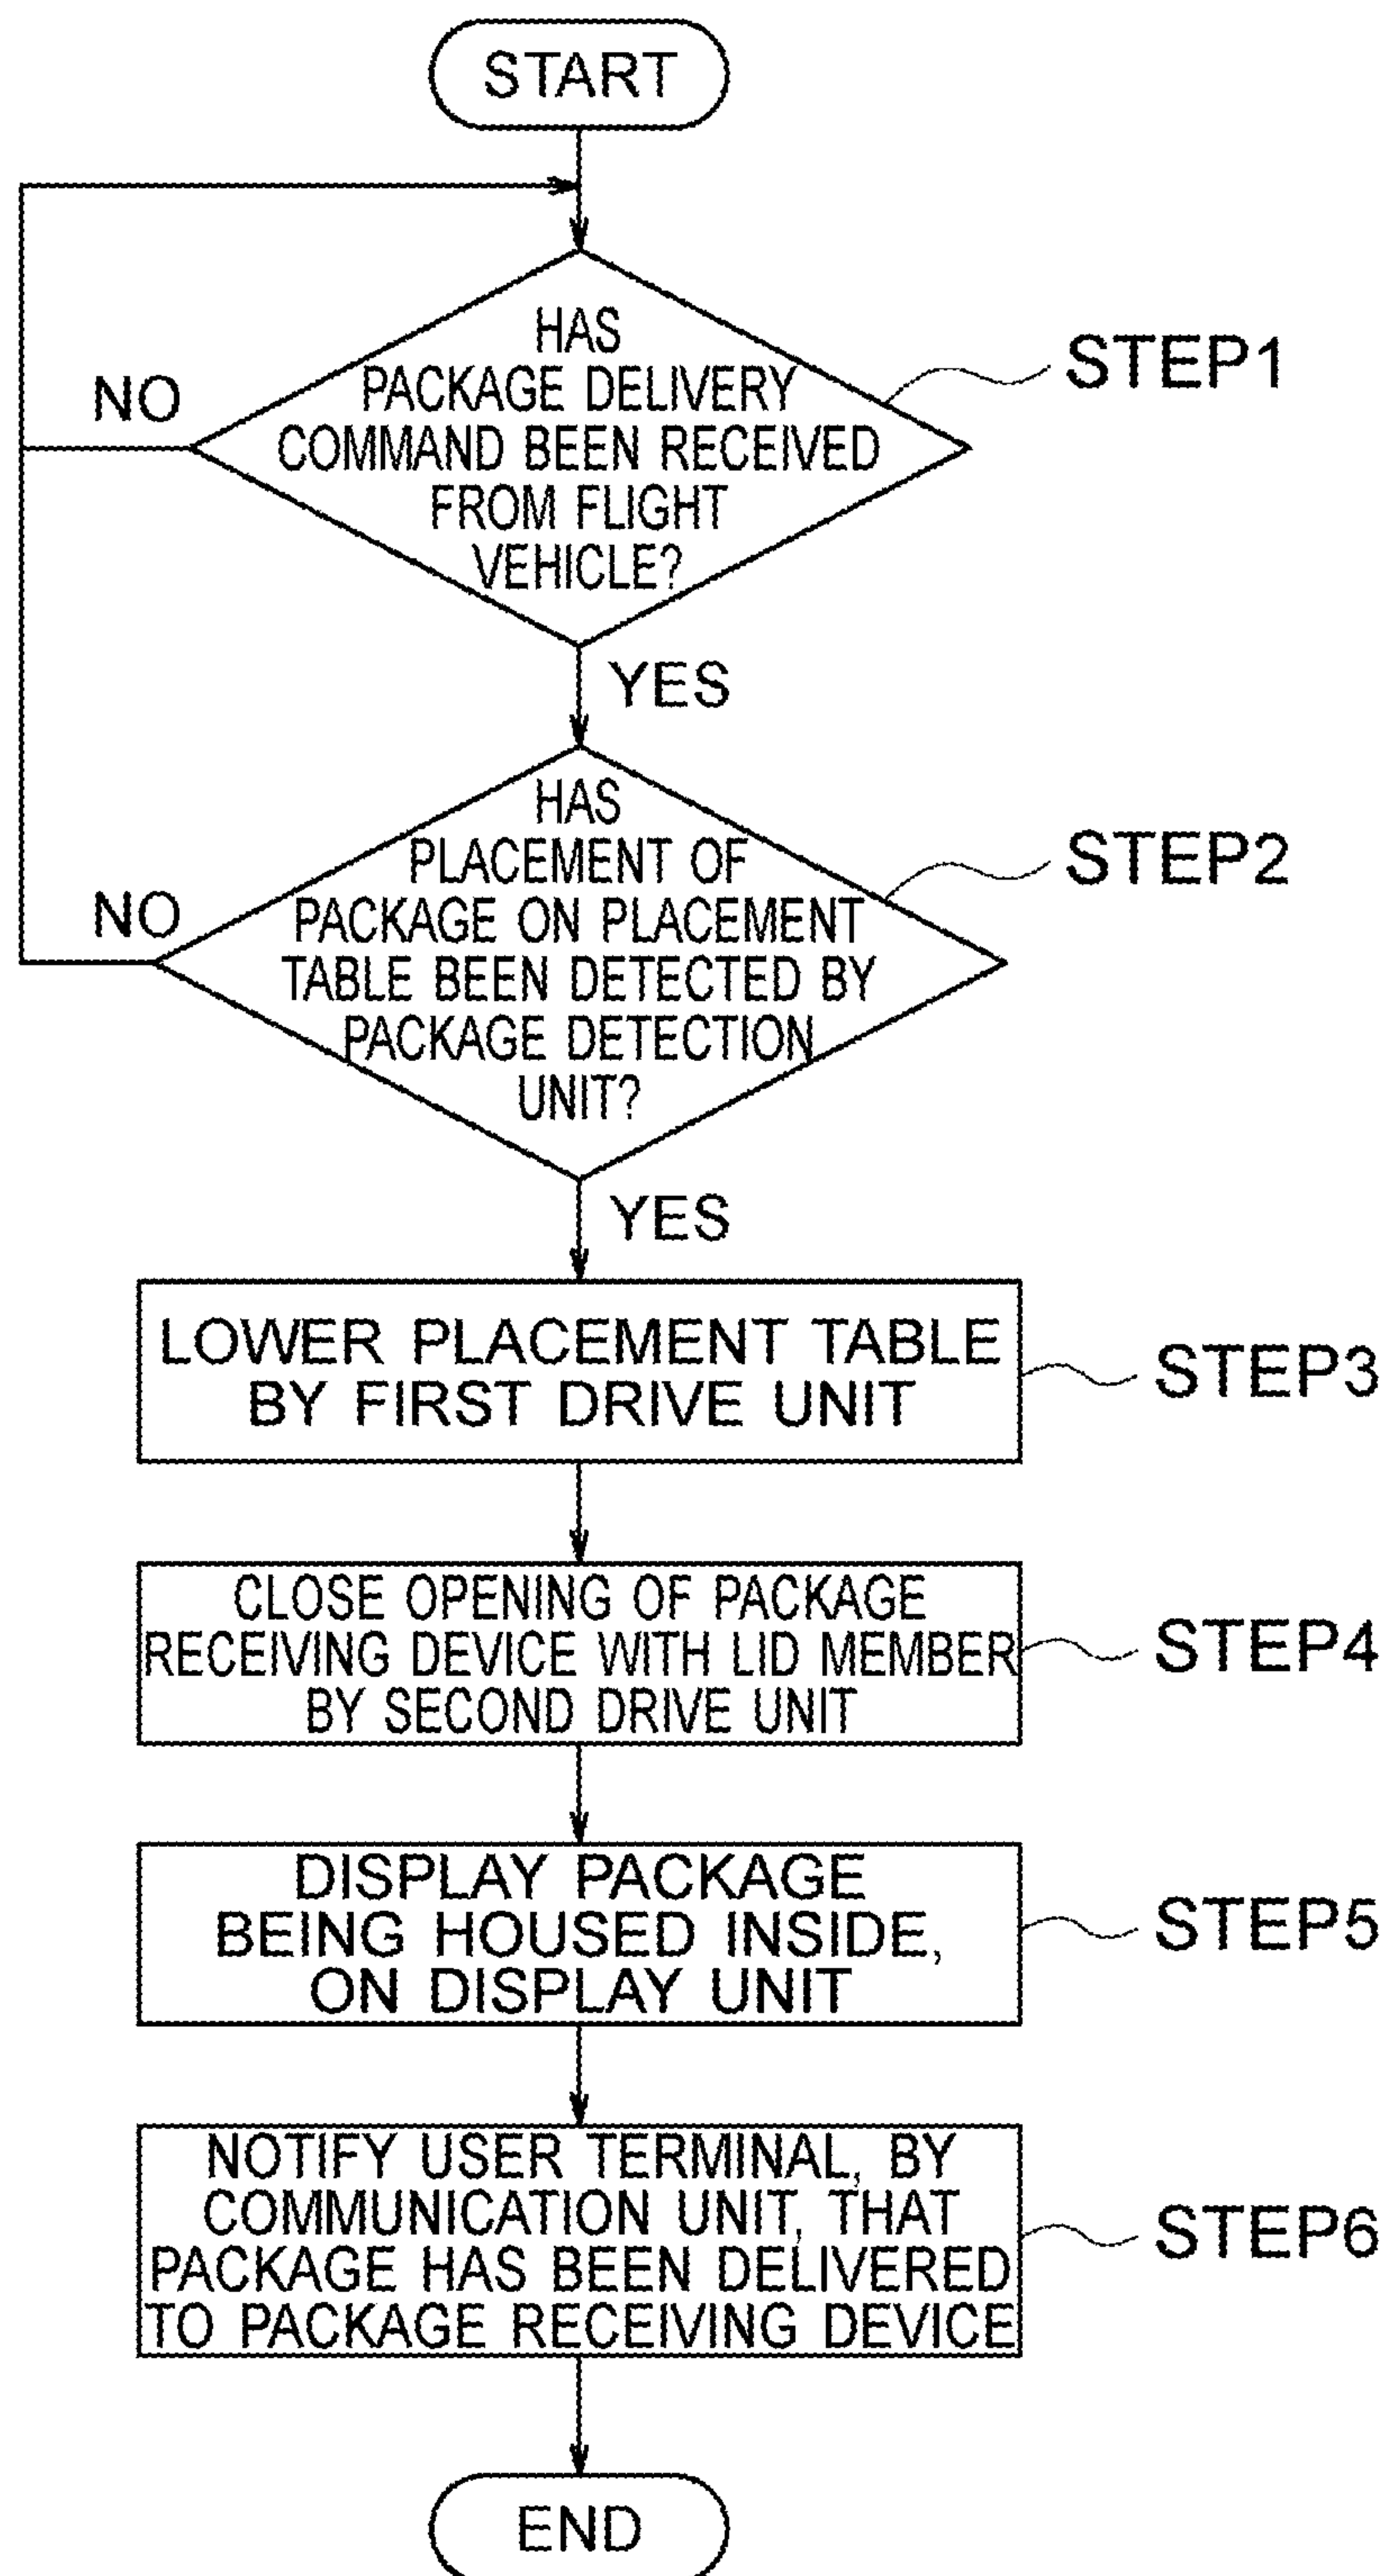 START
HAS
PACKAGE DELIVERY
COMMAND BEEN RECEIVED
FROM FLIGHT
VEHICLE?
STEP1
NO
YES
HAS
PLACEMENT OF
PACKAGE ON PLACEMENT
TABLE BEEN DETECTED BY
PACKAGE DETECTION
UNIT?
STEP2
NO
YES
LOWER PLACEMENT TABLE
BY FIRST DRIVE UNIT
STEP3
CLOSE OPENING OF PACKAGE
RECEIVING DEVICE WITH LID MEMBER
BY SECOND DRIVE UNIT
STEP4
DISPLAY PACKAGE
BEING HOUSED INSIDE,
ON DISPLAY UNIT
STEP5
NOTIFY USER TERMINAL, BY
COMMUNICATION UNIT, THAT
PACKAGE HAS BEEN DELIVERED
TO PACKAGE RECEIVING DEVICE
STEP6
END